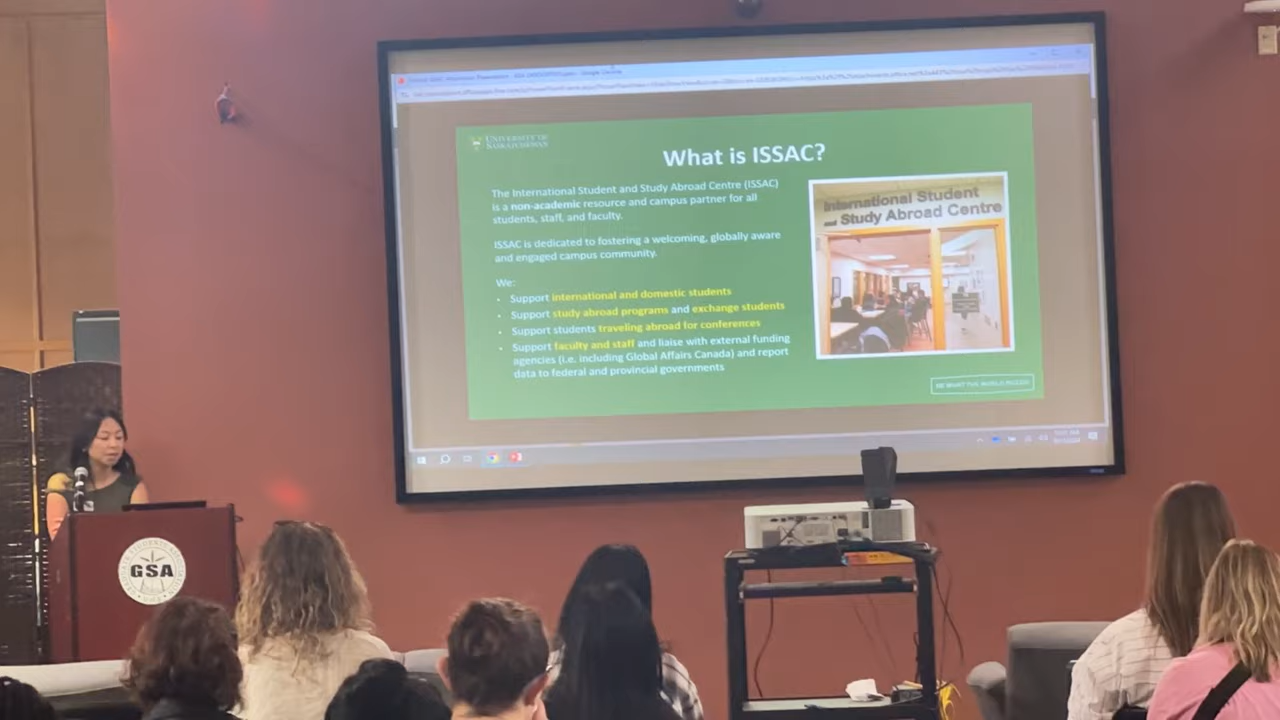 UNIVERSITY OF
SASKATCHEWAN
What is ISSAC?
The International Student and Study Abroad Centre (ISSAC)
is a non-academic resource and campus partner for all
students, staff, and faculty.
ISSAC is dedicated to fostering a welcoming, globally aware
and engaged campus community.
We:
• Support international and domestic students
• Support study abroad programs and exchange students
• Support students traveling abroad for conferences
• Support faculty and staff and liaise with external funding
agencies (i.e. including Global Affairs Canada) and report
data to federal and provincial governments
International Student
and Study Abroad Centre
BE WHAT THE WORLD NEEDS
GSA